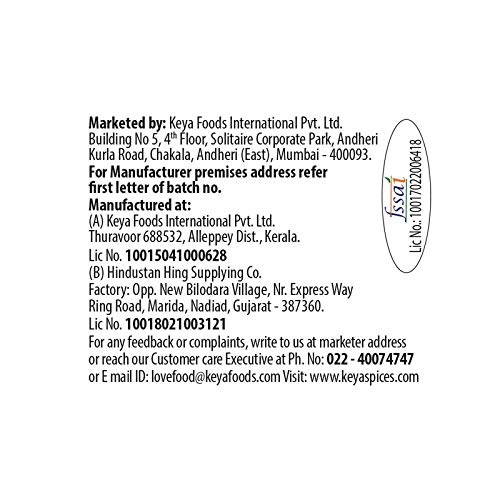 Marketed by: Keya Foods International Pvt. Ltd.
Building No 5, 4th Floor, Solitaire Corporate Park, Andheri
Kurla Road, Chakala, Andheri (East), Mumbai - 400093.
For Manufacturer premises address refer
first letter of batch no.
Manufactured at:
(A) Keya Foods International Pvt. Ltd.
Thuravoor 688532, Alleppey Dist., Kerala.
Lic No. 10015041000628
(B) Hindustan Hing Supplying Co.
Factory: Opp. New Bilodara Village, Nr. Express Way
Ring Road, Marida, Nadiad, Gujarat - 387360.
Lic No. 10018021003121
For any feedback or complaints, write to us at marketer address
or reach our Customer care Executive at Ph. No: 022 - 40074747
or E mail ID: lovefood@keyafoods.com Visit: www.keyaspices.com
fssai
Lic No.: 10017022006418